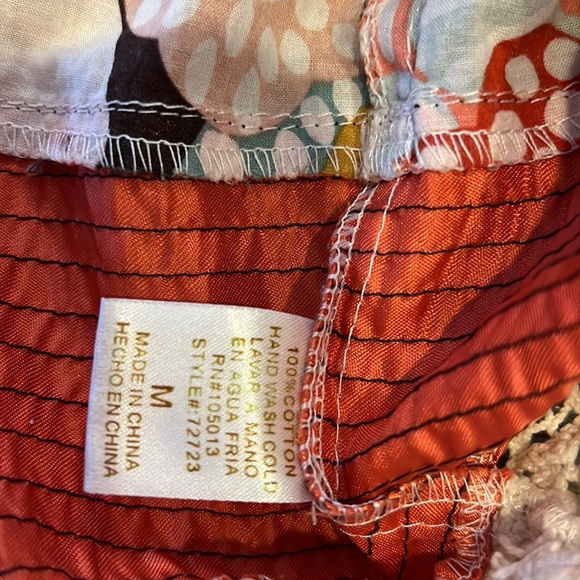 100% COTTON
HAND WASH COLD
LAVAR A MANO
EN AGUA FRIA
RN#105013
STYLE# 72723
M
MADE IN CHINA
HECHO EN CHINA